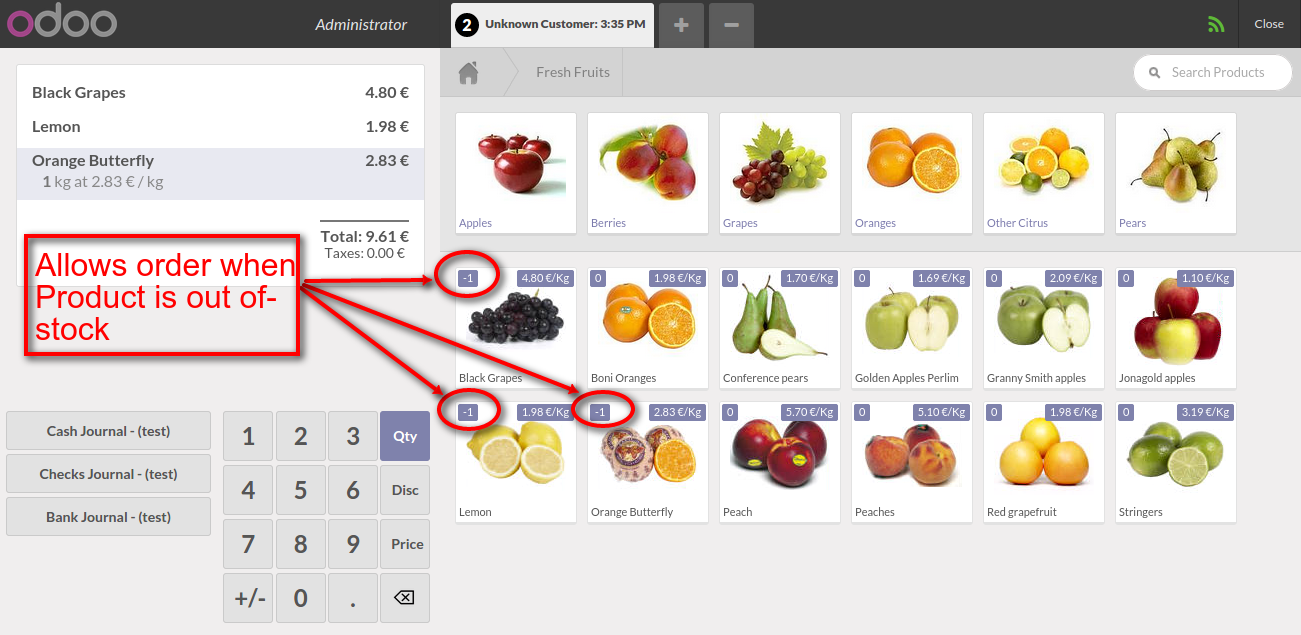 odoo
Administrator
2 Unknown Customer: 3:35 PM
+
−
Close
Black Grapes 4.80 €
Lemon 1.98 €
Orange Butterfly 2.83 €
1 kg at 2.83 € / kg
Total: 9.61 €
Taxes: 0.00 €
Allows order when
Product is out of-
stock
Cash Journal - (test)
Checks Journal - (test)
Bank Journal - (test)
1 2 3 Qty
4 5 6 Disc
7 8 9 Price
+/- 0 .
Fresh Fruits
Search Products
Apples
Berries
Grapes
Oranges
Other Citrus
Pears
-1 4.80 €/Kg
Black Grapes
0 1.98 €/Kg
Boni Oranges
0 1.70 €/Kg
Conference pears
0 1.69 €/Kg
Golden Apples Perlim
0 2.09 €/Kg
Granny Smith apples
0 1.10 €/Kg
Jonagold apples
-1 1.98 €/Kg
Lemon
-1 2.83 €/Kg
Orange Butterfly
0 5.70 €/Kg
Peach
0 5.10 €/Kg
Peaches
0 1.98 €/Kg
Red grapefruit
0 3.19 €/Kg
Stringers